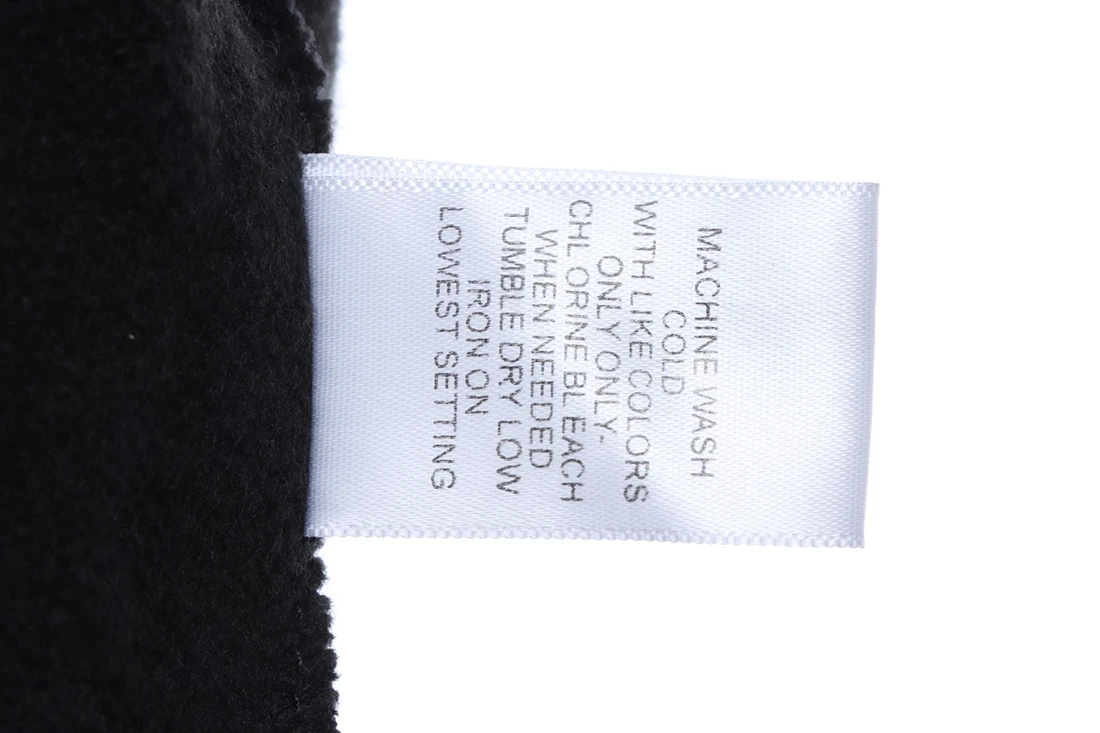 MACHINE WASH
COLD
WITH LIKE COLORS
ONLY ONLY-
CHL ORINE BLEACH
WHEN NEEDED
TUMBLE DRY LOW
IRON ON
LOWEST SETTING